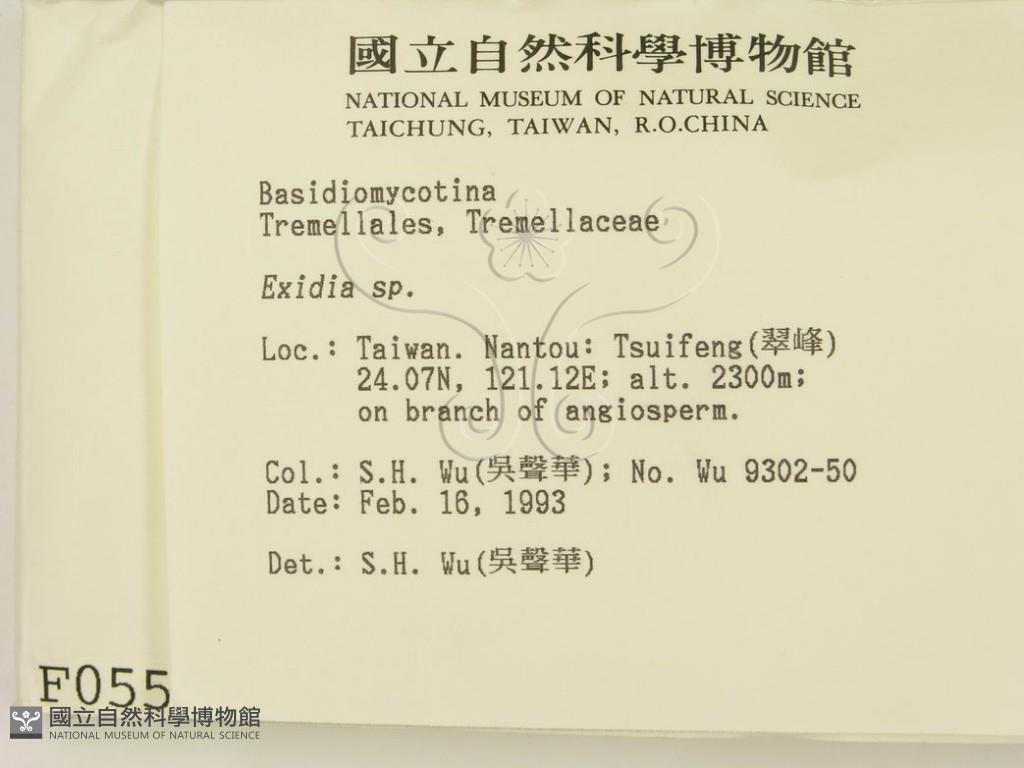 國立自然科學博物館
NATIONAL MUSEUM OF NATURAL SCIENCE
TAICHUNG, TAIWAN, R.O.CHINA
Basidiomycotina
Tremellales, Tremellaceae
Exidia sp.
Loc.: Taiwan. Nantou: Tsuifeng(翠峰)
24.07N, 121.12E; alt. 2300m;
on branch of angiosperm.
Col.: S.H. Wu(吳聲華); No. Wu 9302-50
Date: Feb. 16, 1993
Det.: S.H. Wu(吳聲華)
F055
國立自然科學博物館
NATIONAL MUSEUM OF NATURAL SCIENCE